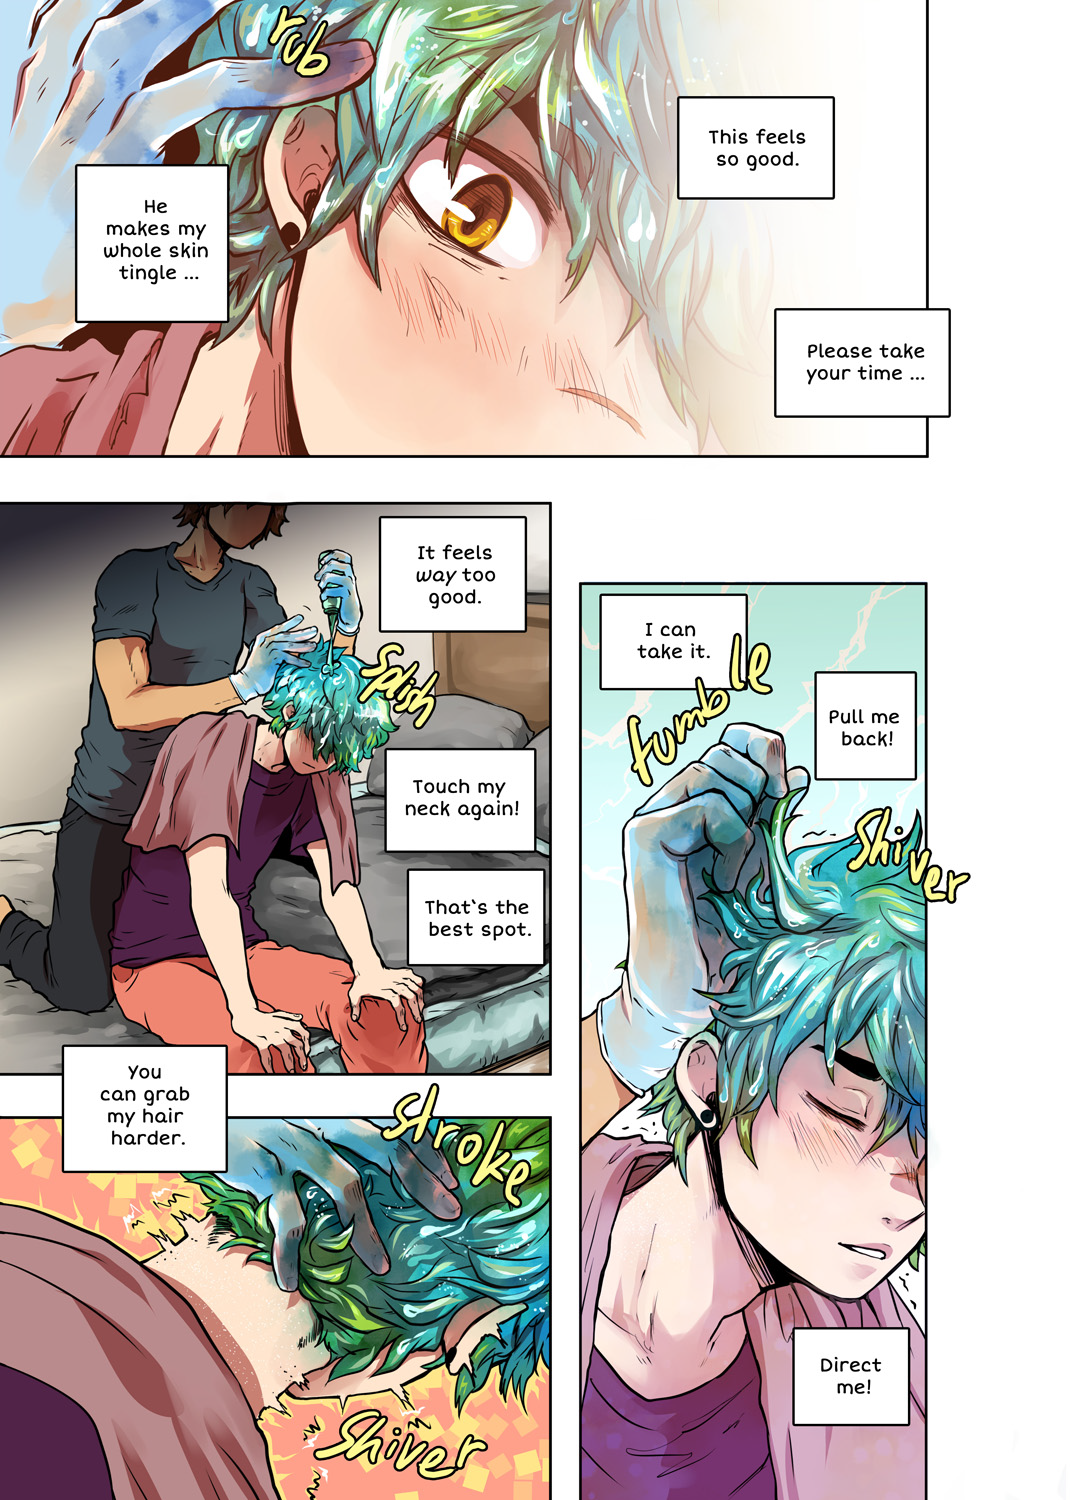 rub
This feels
so good.
He
makes my
whole skin
tingle ...
Please take
your time ...
It feels
way too
good.
Splish
Touch my
neck again!
That's the
best spot.
You
can grab
my hair
harder.
stroke
Shiver
I can
take it.
fumble
Pull me
back!
Shiver
Direct
me!